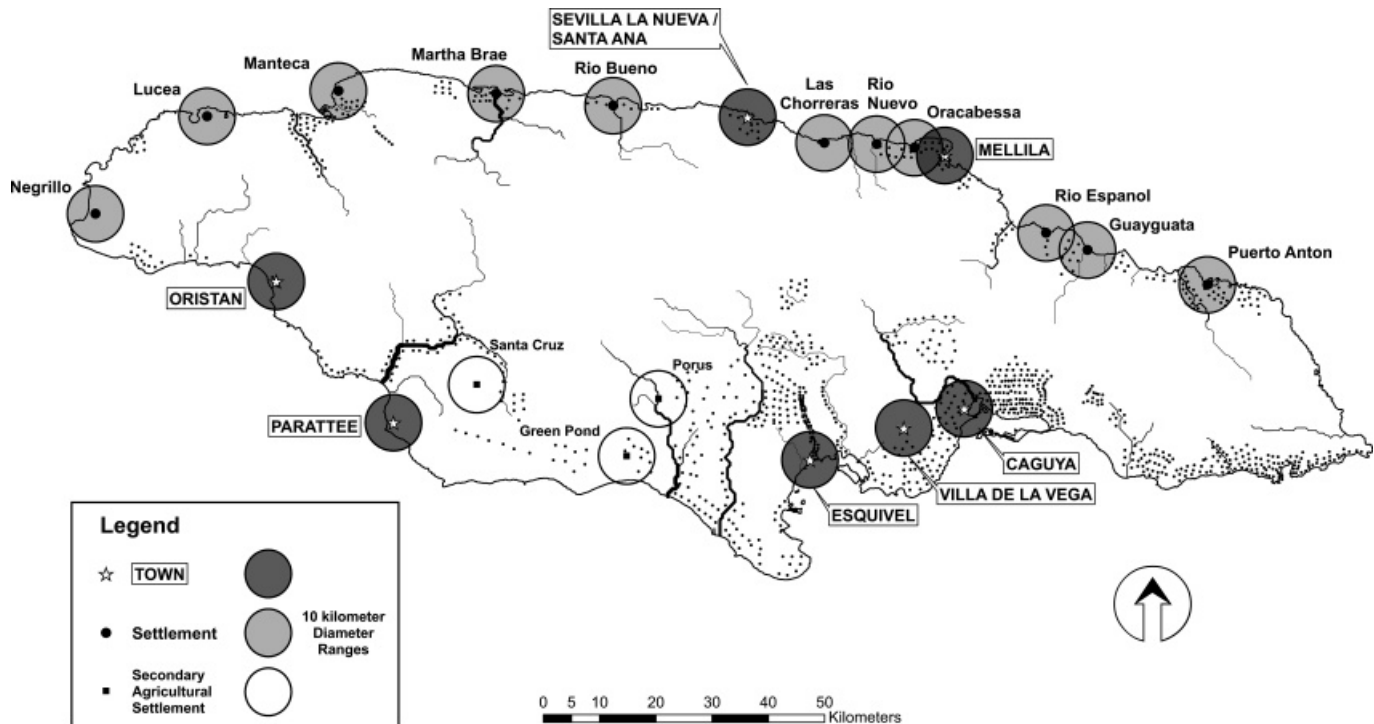 SEVILLA LA NUEVA /
SANTA ANA
Manteca
Martha Brae
Rio Bueno
Lucea
Las
Chorreras
Rio
Nuevo
Oracabessa
MELLILA
Negrillo
Rio Espanol
Guayguata
Puerto Anton
ORISTAN
Santa Cruz
Porus
PARATTEE
Green Pond
CAGUYA
VILLA DE LA VEGA
ESQUIVEL
Legend
TOWN
Settlement
10 kilometer
Diameter
Ranges
Secondary
Agricultural
Settlement
0 5 10 20 30 40 50
Kilometers